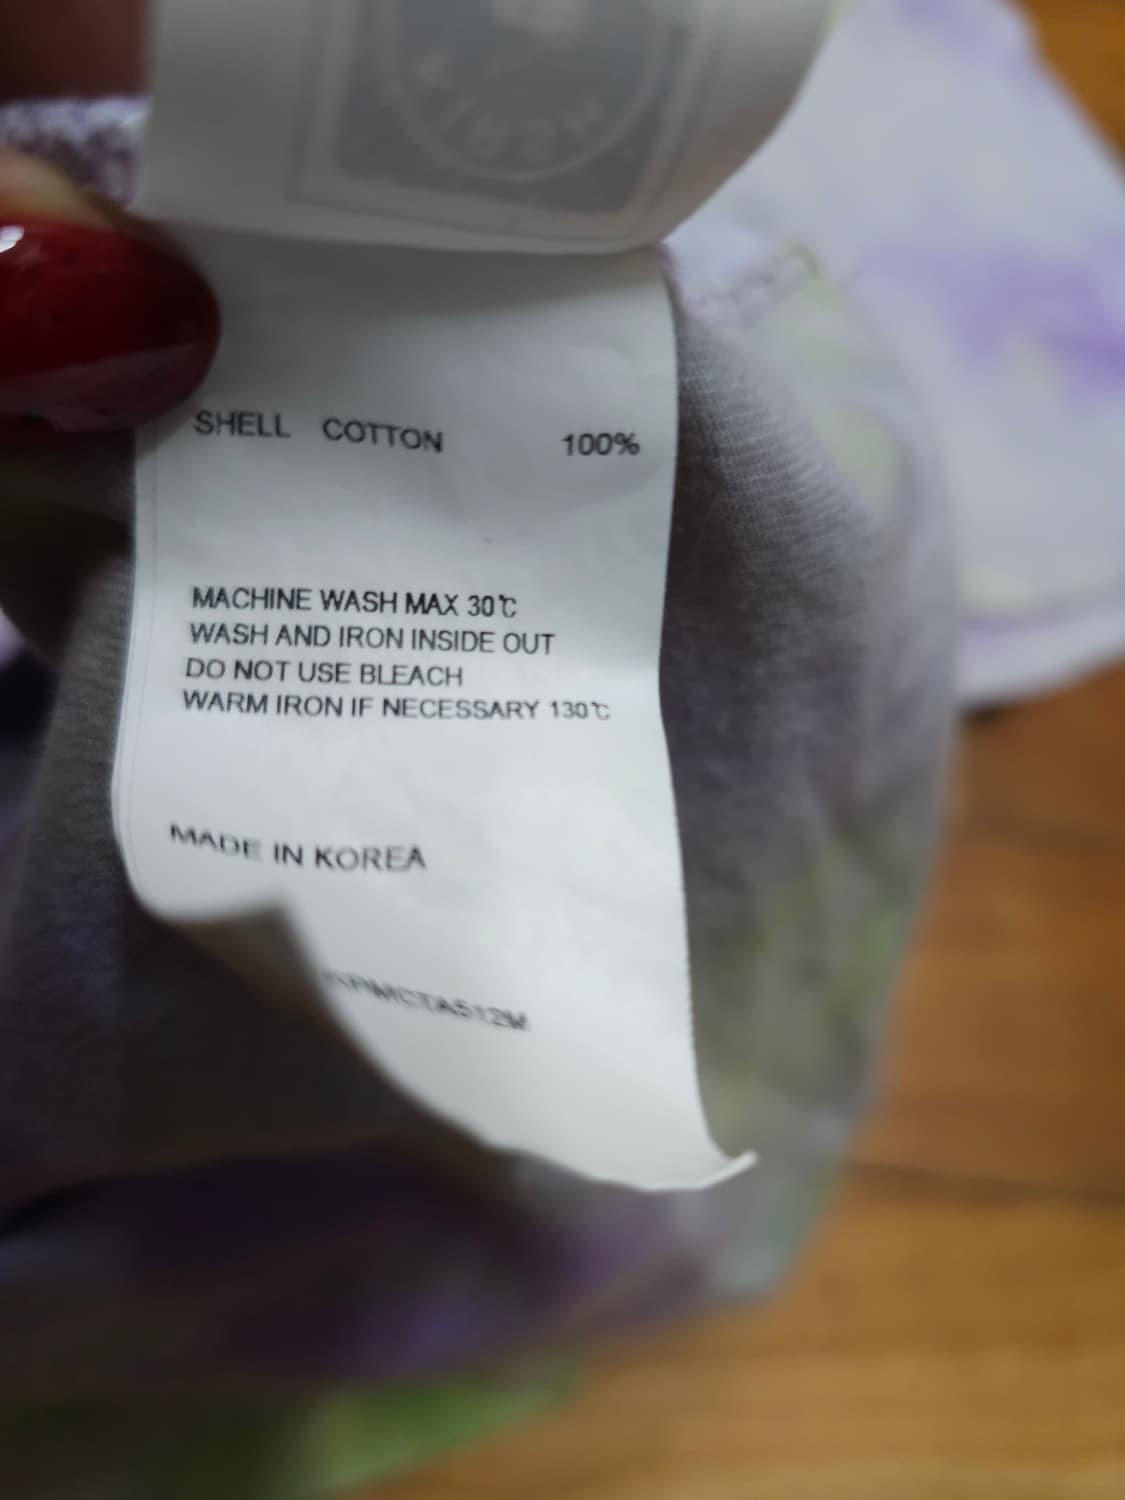 SHELL COTTON 100%
MACHINE WASH MAX 30℃
WASH AND IRON INSIDE OUT
DO NOT USE BLEACH
WARM IRON IF NECESSARY 130℃
MADE IN KOREA